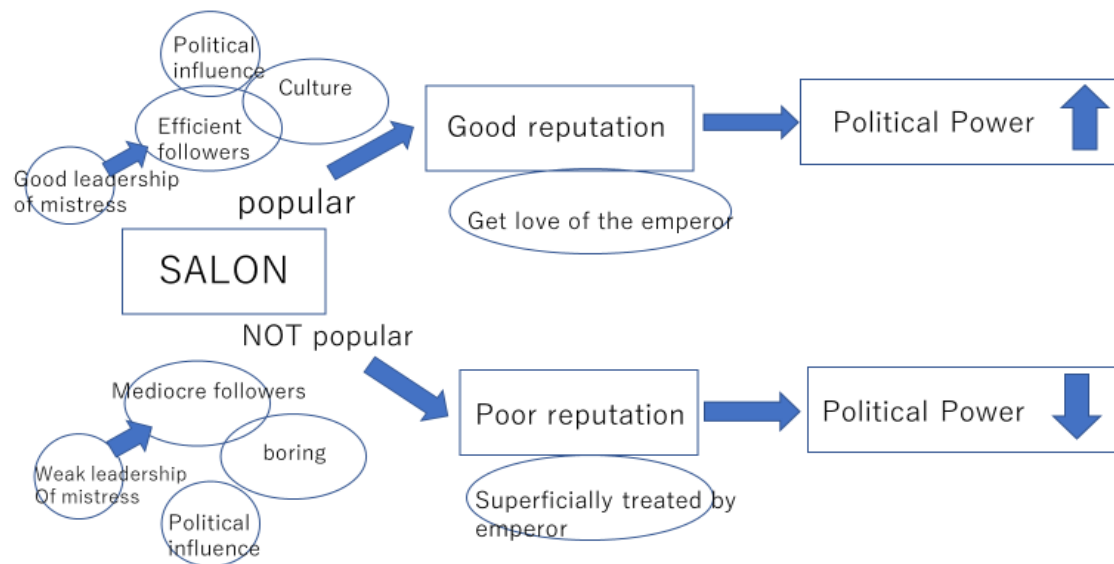 Political
influence
Culture
Efficient
followers
Good leadership
of mistress
popular
Good reputation
Get love of the emperor
Political Power
SALON
NOT popular
Mediocre followers
boring
Weak leadership
Of mistress
Political
influence
Poor reputation
Superficially treated by
emperor
Political Power